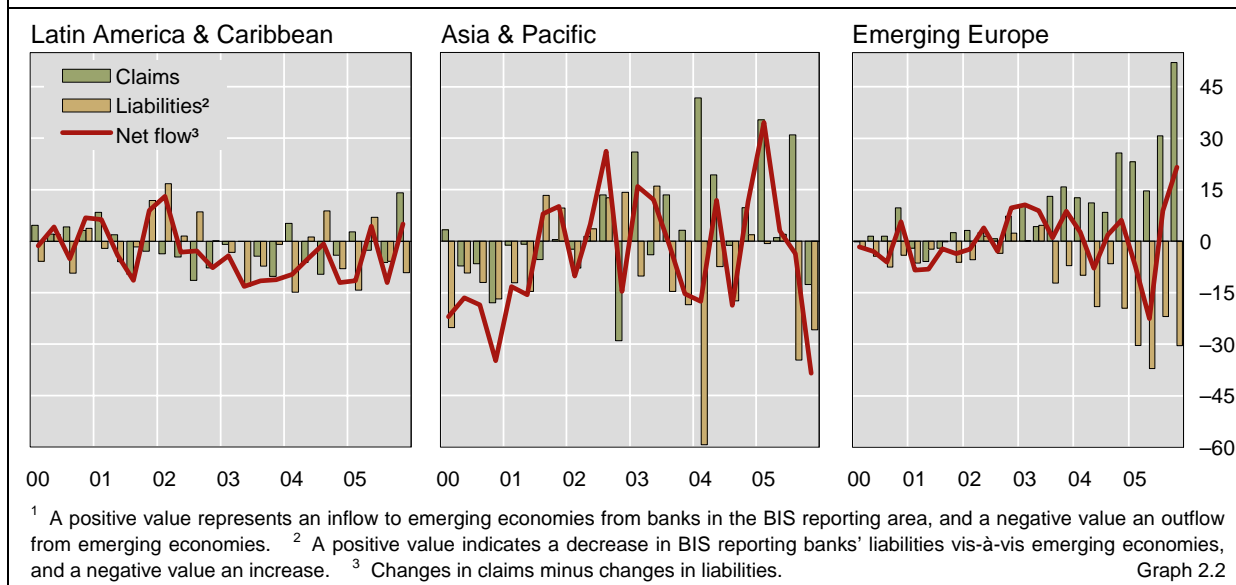 Latin America & Caribbean
Asia & Pacific
Emerging Europe
Claims
Liabilities²
Net flow³
45
30
15
0
–15
–30
–45
–60
00 01 02 03 04 05
00 01 02 03 04 05
00 01 02 03 04 05
¹ A positive value represents an inflow to emerging economies from banks in the BIS reporting area, and a negative value an outflow
from emerging economies. ² A positive value indicates a decrease in BIS reporting banks’ liabilities vis-à-vis emerging economies,
and a negative value an increase. ³ Changes in claims minus changes in liabilities. Graph 2.2